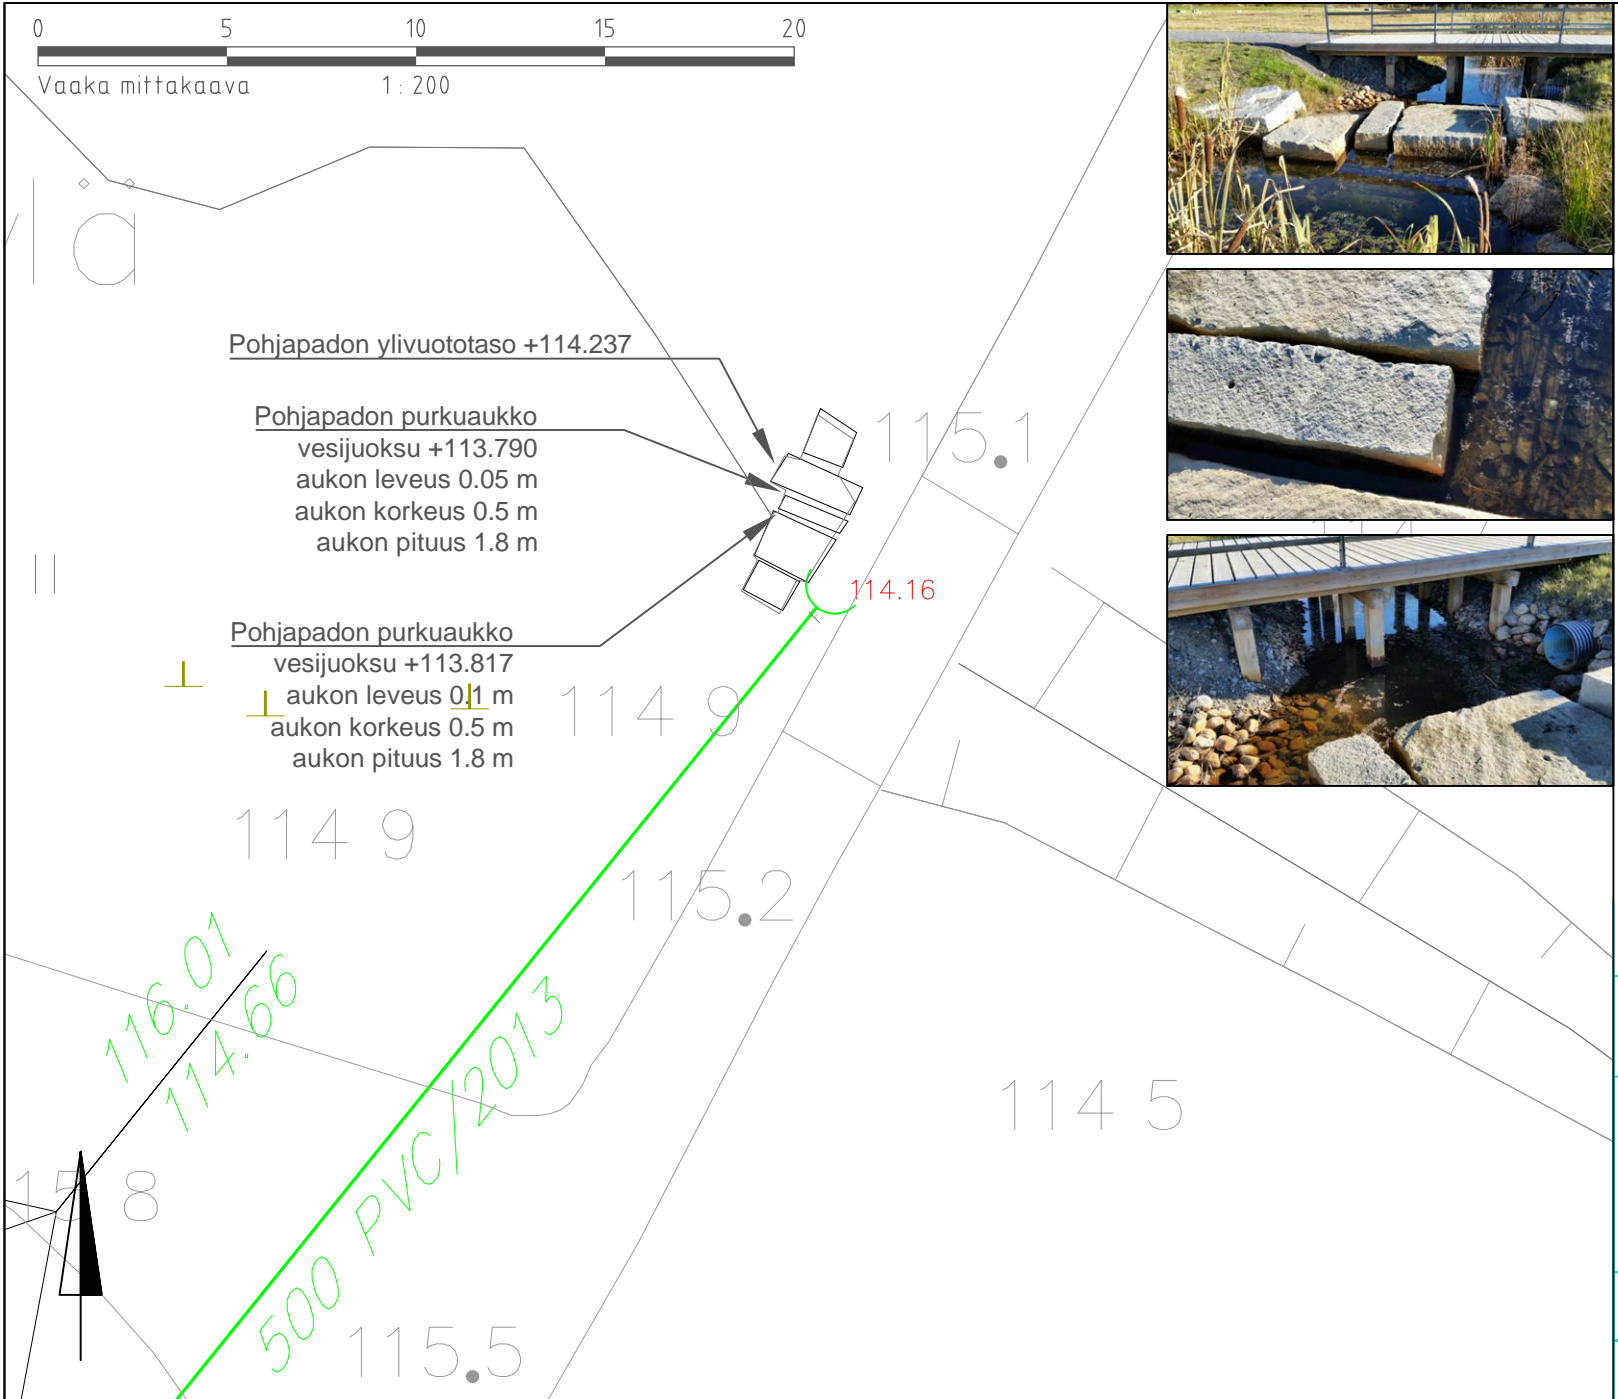 0 5 10 15 20
Vaaka mittakaava 1:200
la
Pohjapadon ylivuototaso +114.237
Pohjapadon purkuaukko
vesijuoksu +113.790
aukon leveus 0.05 m
aukon korkeus 0.5 m
aukon pituus 1.8 m
115.1
114.16
Pohjapadon purkuaukko
vesijuoksu +113.817
aukon leveus 0.1 m
aukon korkeus 0.5 m
aukon pituus 1.8 m
114 9
114 9
115.2
116.01
114.66
500 PVC/2013
114 5
15 8
115.5